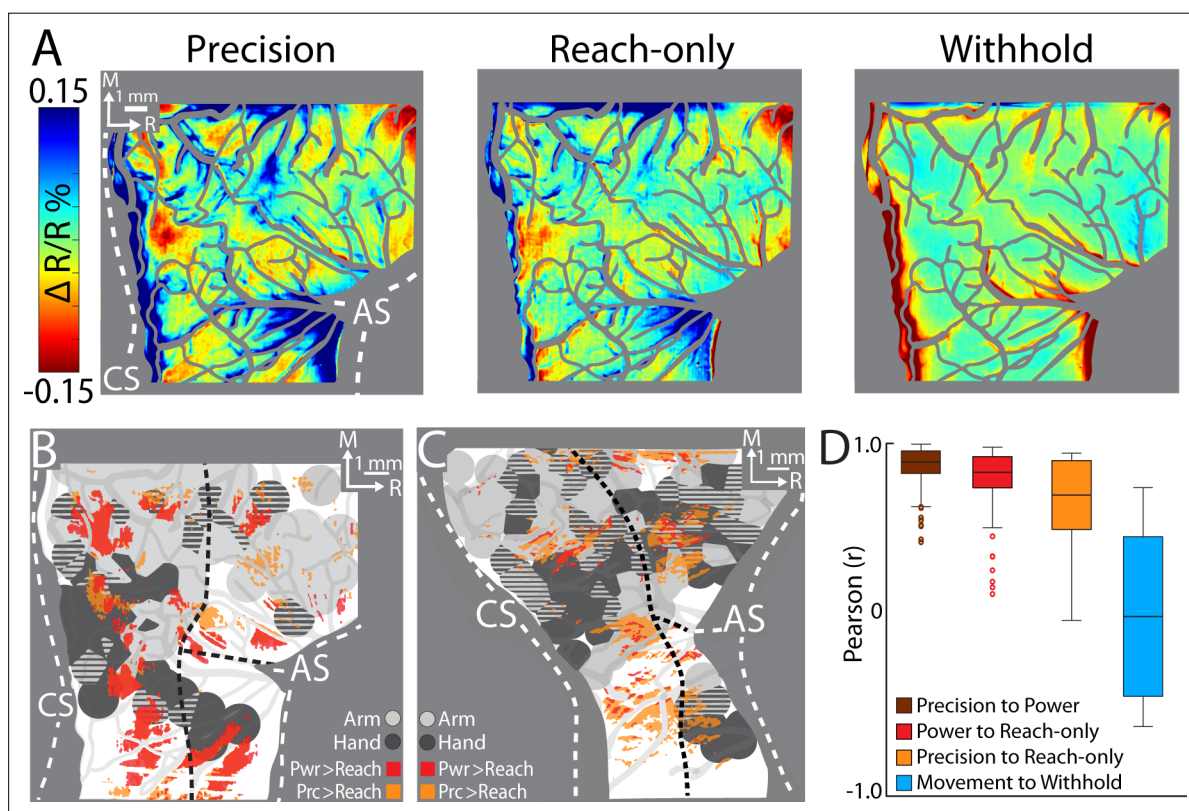 A
Precision
Reach-only
Withhold
0.15
Δ R/R %
-0.15
M
1 mm
R
CS
AS
B
M
1 mm
R
CS
AS
Arm
Hand
Pwr>Reach
Prc>Reach
C
M
1 mm
R
CS
AS
Arm
Hand
Pwr>Reach
Prc>Reach
D
1.0
0
-1.0
Pearson (r)
Precision to Power
Power to Reach-only
Precision to Reach-only
Movement to Withhold